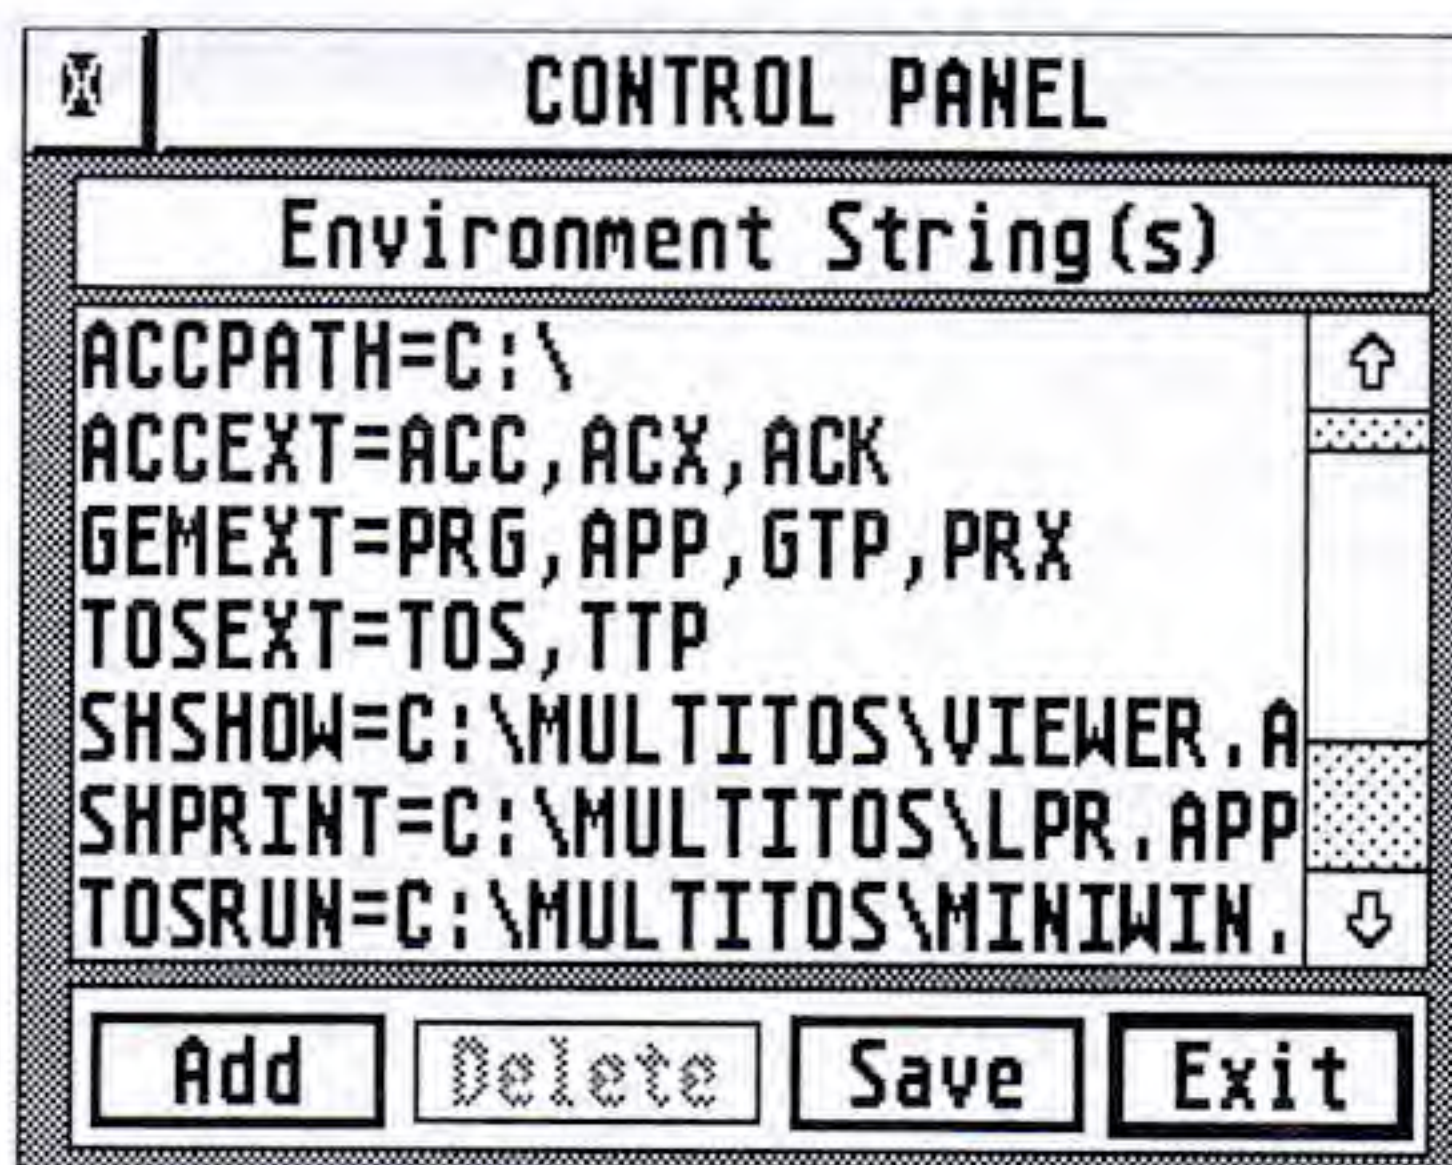 CONTROL PANEL
Environment String(s)
ACCPATH=C:\
ACCEXT=ACC,ACX,ACK
GEMEXT=PRG,APP,GTP,PRX
TOSEXT=TOS,TTP
SHSHOW=C:\MULTITOS\VIEWER.A
SHPRINT=C:\MULTITOS\LPR.APP
TOSRUN=C:\MULTITOS\MINIWIN.
Add Delete Save Exit